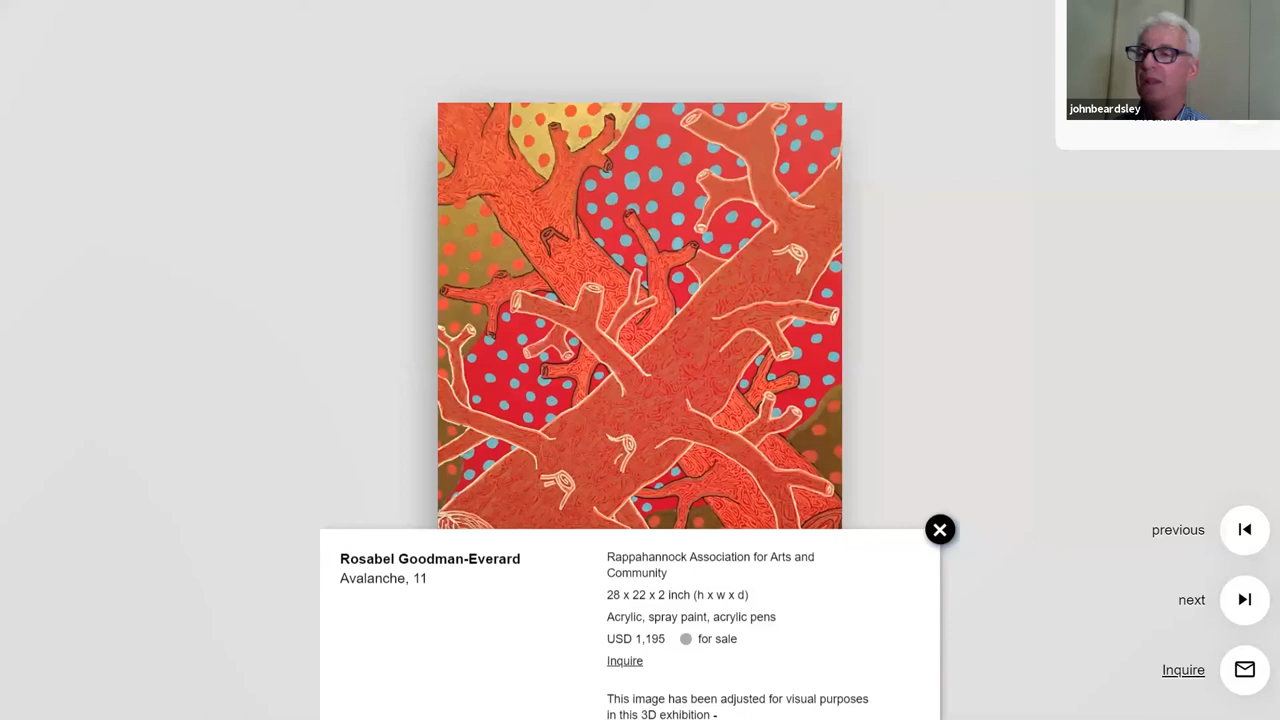 johnbeardsley
previous
Rosabel Goodman-Everard
Avalanche, 11
Rappahannock Association for Arts and
Community
28 x 22 x 2 inch (h x w x d)
Acrylic, spray paint, acrylic pens
USD 1,195 for sale
Inquire
This image has been adjusted for visual purposes
in this 3D exhibition -
next
Inquire